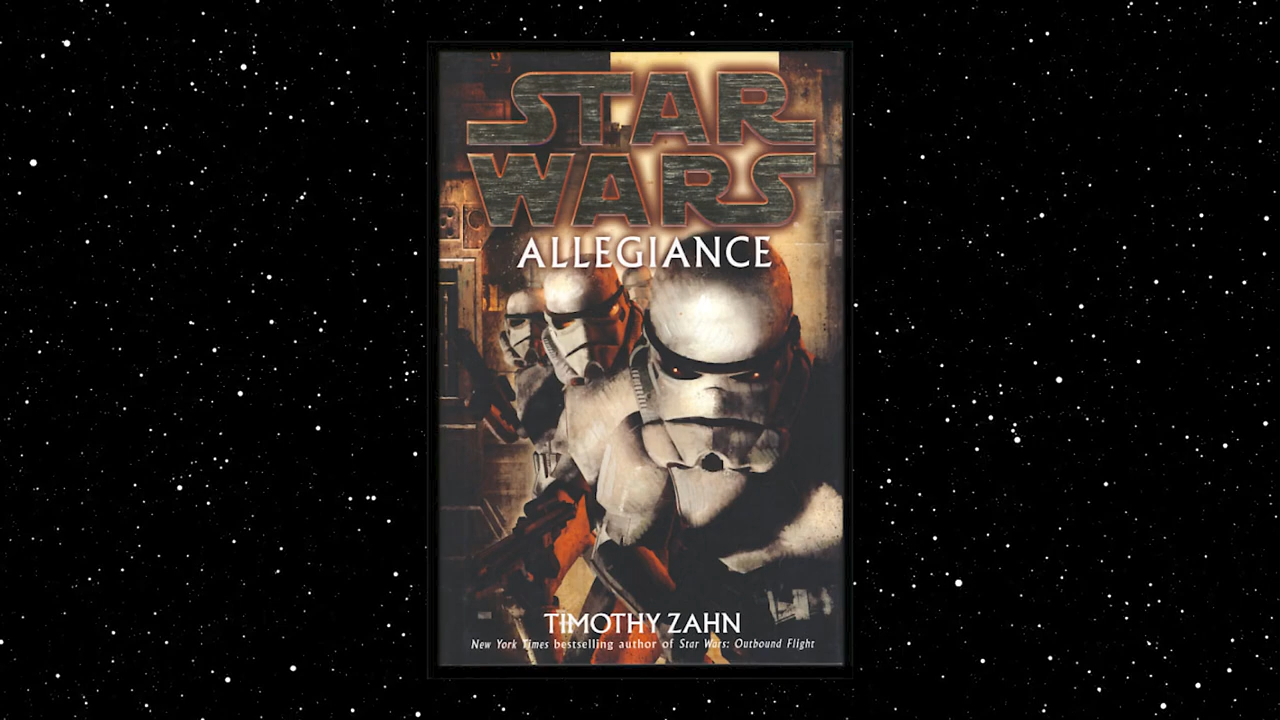 STAR
WARS
ALLEGIANCE
TIMOTHY ZAHN
New York Times bestselling author of Star Wars: Outbound Flight